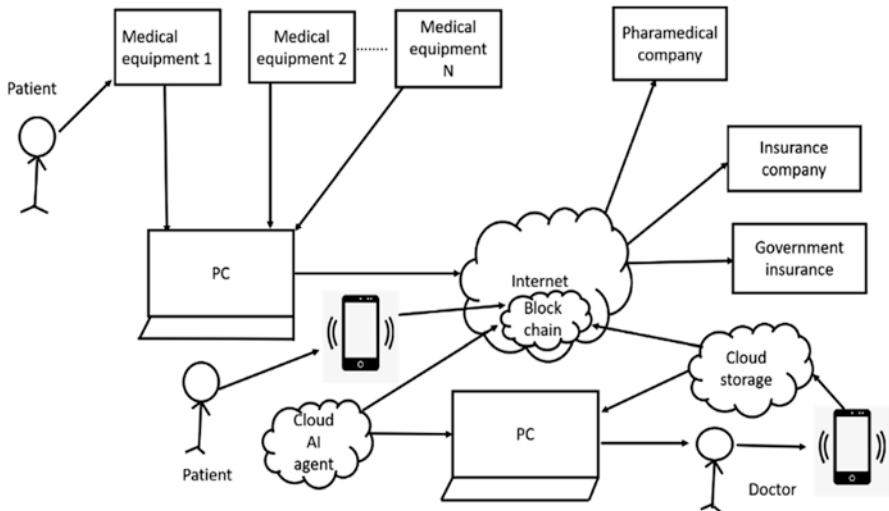 Medical
equipment 1
Medical
equipment 2
Medical
equipment
N
Pharamedical
company
Patient
Insurance
company
PC
Government
insurance
Internet
Block
chain
Cloud
storage
Cloud
AI
agent
PC
Patient
Doctor